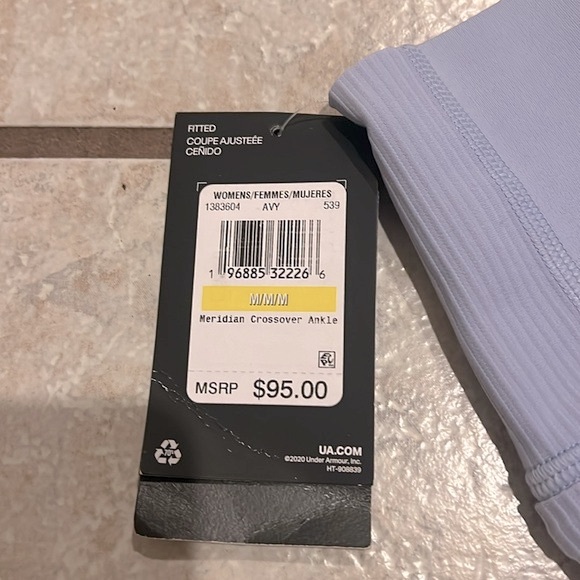 FITTED
COUPE AJUSTEÉE
CEÑIDO
WOMENS/FEMMES/MUJERES
1383604 AVY 539
1 96885 32226 6
M/M/M
Meridian Crossover Ankle
MSRP $95.00
UA.COM
©2020 Under Armour, Inc.
HT-908839